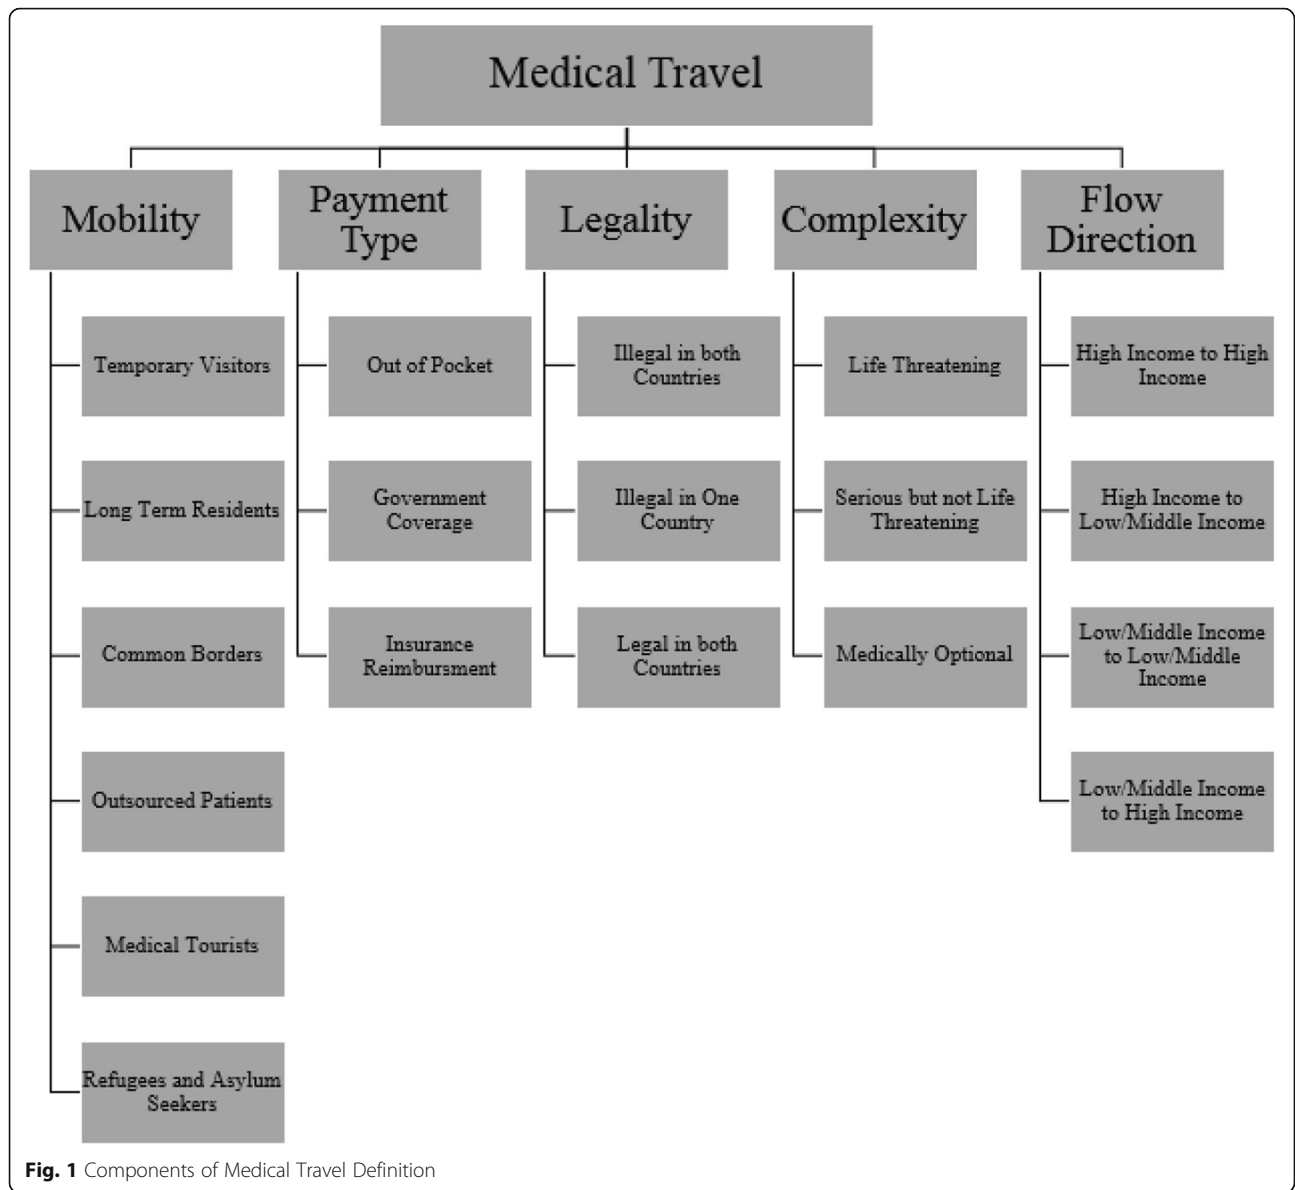 Medical Travel
Mobility
Temporary Visitors
Long Term Residents
Common Borders
Outsourced Patients
Medical Tourists
Refugees and Asylum
Seekers
Payment
Type
Out of Pocket
Government
Coverage
Insurance
Reimbursment
Legality
Illegal in both
Countries
Illegal in One
Country
Legal in both
Countries
Complexity
Life Threatening
Serious but not Life
Threatening
Medically Optional
Flow
Direction
High Income to High
Income
High Income to
Low/Middle Income
Low/Middle Income
to Low/Middle
Income
Low/Middle Income
to High Income
Fig. 1 Components of Medical Travel Definition